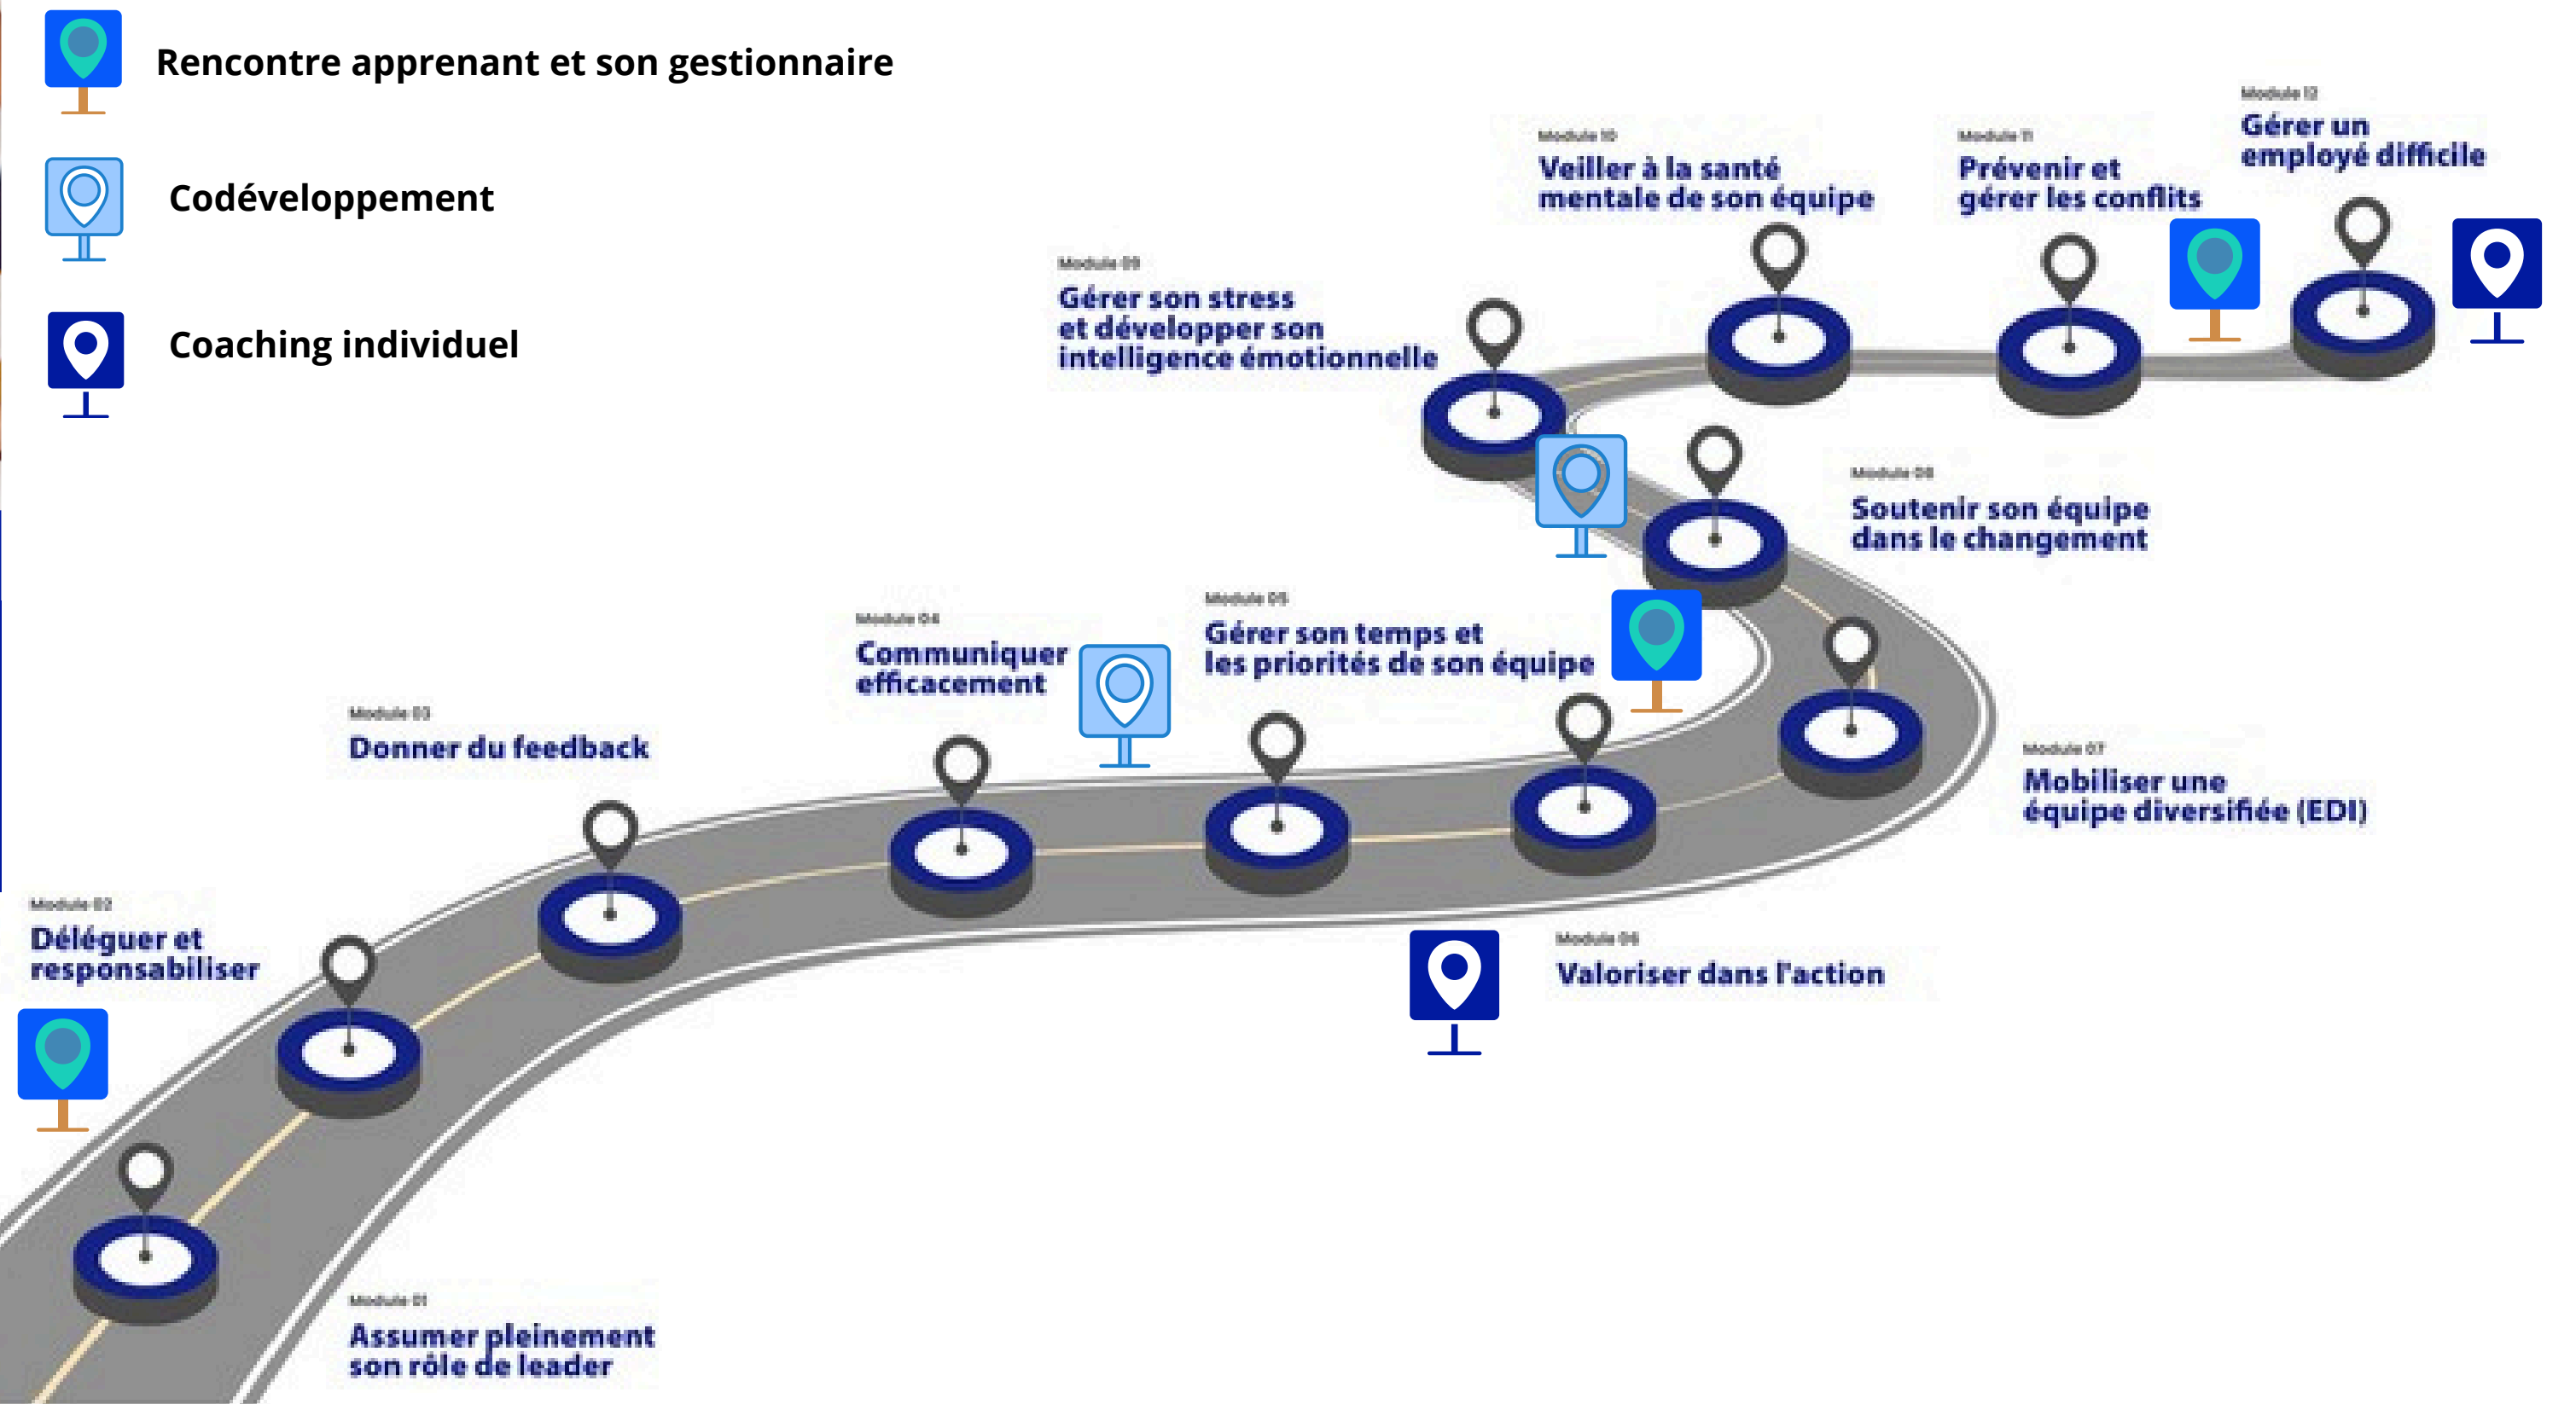 Rencontre apprenant et son gestionnaire
Codéveloppement
Coaching individuel
Module 12
Gérer un
employé difficile
Module 10
Veiller à la santé
mentale de son équipe
Module 11
Prévenir et
gérer les conflits
Module 09
Gérer son stress
et développer son
intelligence émotionnelle
Module 08
Soutenir son équipe
dans le changement
Module 04
Communiquer
efficacement
Module 05
Gérer son temps et
les priorités de son équipe
Module 03
Donner du feedback
Module 07
Mobiliser une
équipe diversifiée (EDI)
Module 02
Déléguer et
responsabiliser
Module 06
Valoriser dans l'action
Module 01
Assumer pleinement
son rôle de leader